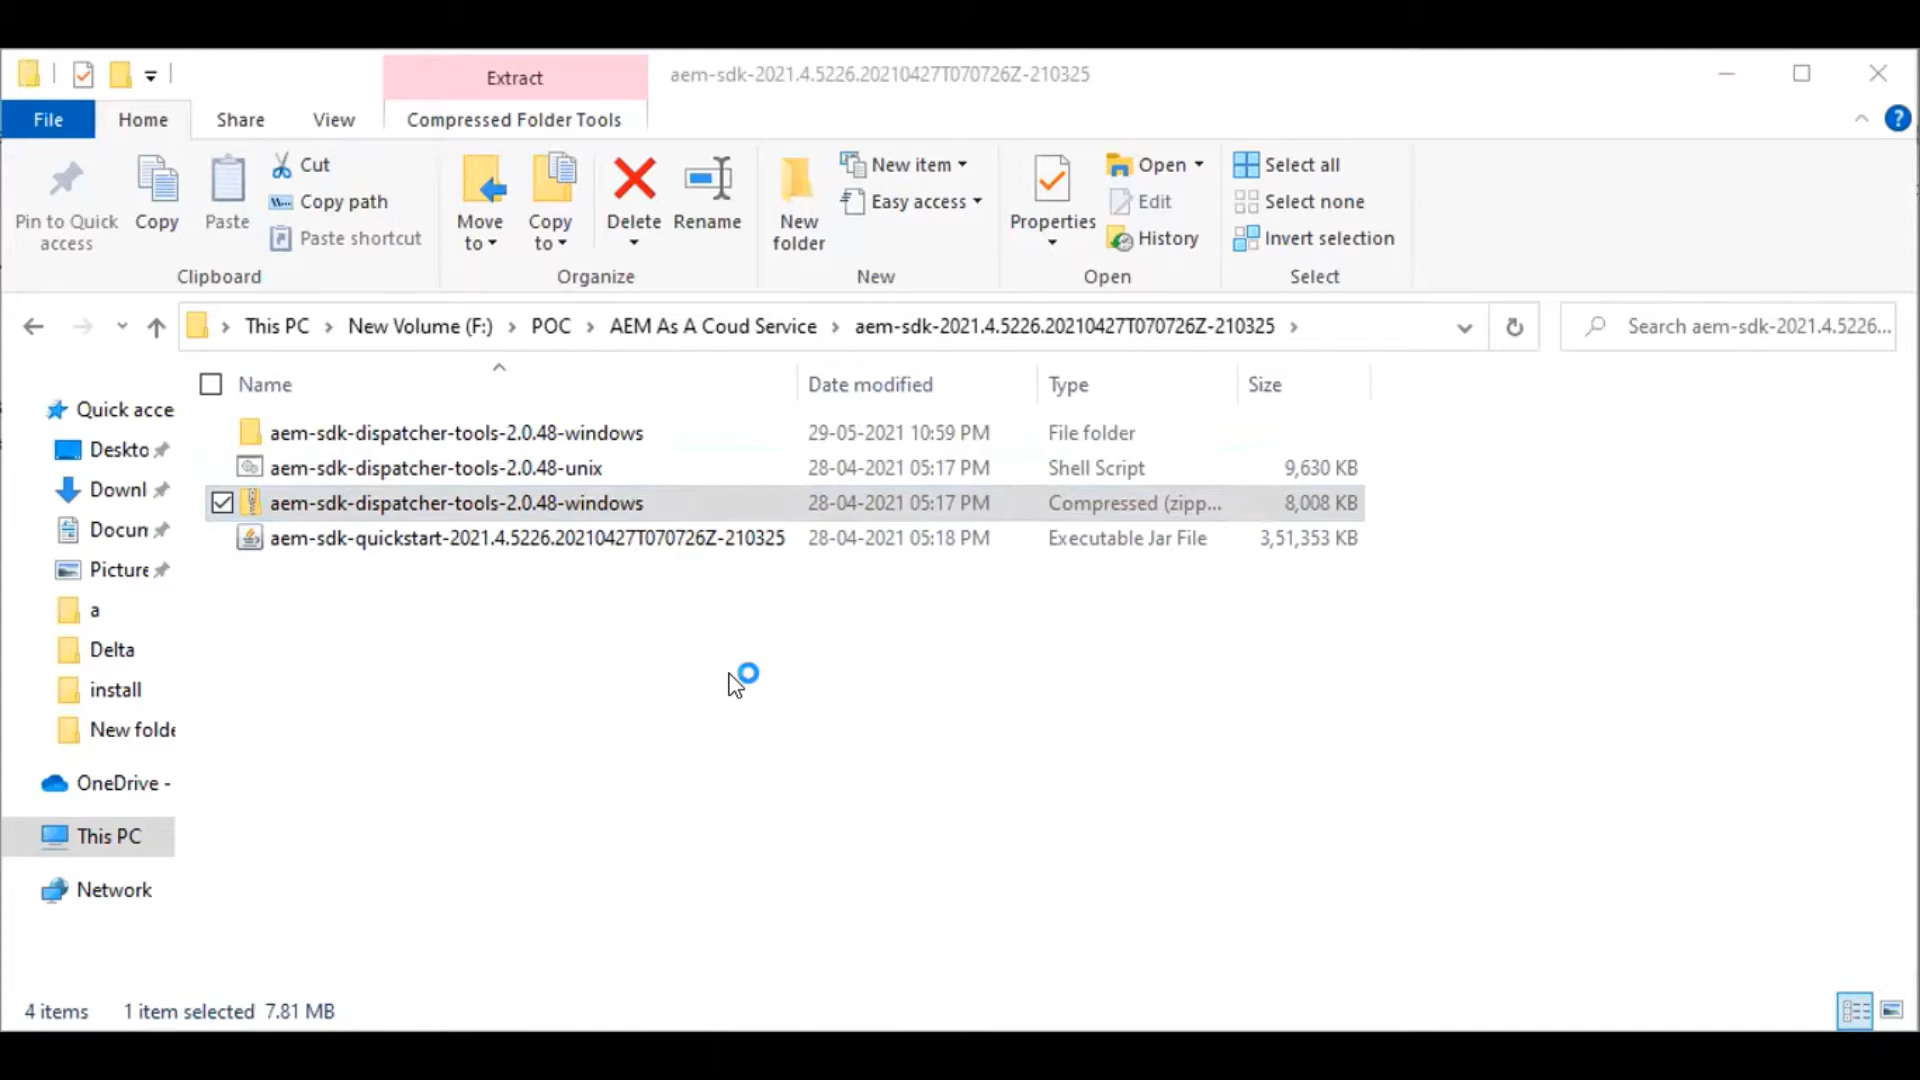 Extract
aem-sdk-2021.4.5226.20210427T070726Z-210325
File
Home
Share
View
Compressed Folder Tools
Pin to Quick access
Copy
Paste
Cut
Copy path
Paste shortcut
Clipboard
Move to
Copy to
Delete
Rename
Organize
New folder
New item
Easy access
New
Properties
Open
Edit
History
Open
Select all
Select none
Invert selection
Select
This PC > New Volume (F:) > POC > AEM As A Coud Service > aem-sdk-2021.4.5226.20210427T070726Z-210325 >
Search aem-sdk-2021.4.5226...
Name Date modified Type Size
aem-sdk-dispatcher-tools-2.0.48-windows 29-05-2021 10:59 PM File folder
aem-sdk-dispatcher-tools-2.0.48-unix 28-04-2021 05:17 PM Shell Script 9,630 KB
aem-sdk-dispatcher-tools-2.0.48-windows 28-04-2021 05:17 PM Compressed (zipp... 8,008 KB
aem-sdk-quickstart-2021.4.5226.20210427T070726Z-210325 28-04-2021 05:18 PM Executable Jar File 3,51,353 KB
Quick acce
Deskto
Downl
Docun
Picture
a
Delta
install
New folde
OneDrive -
This PC
Network
4 items 1 item selected 7.81 MB